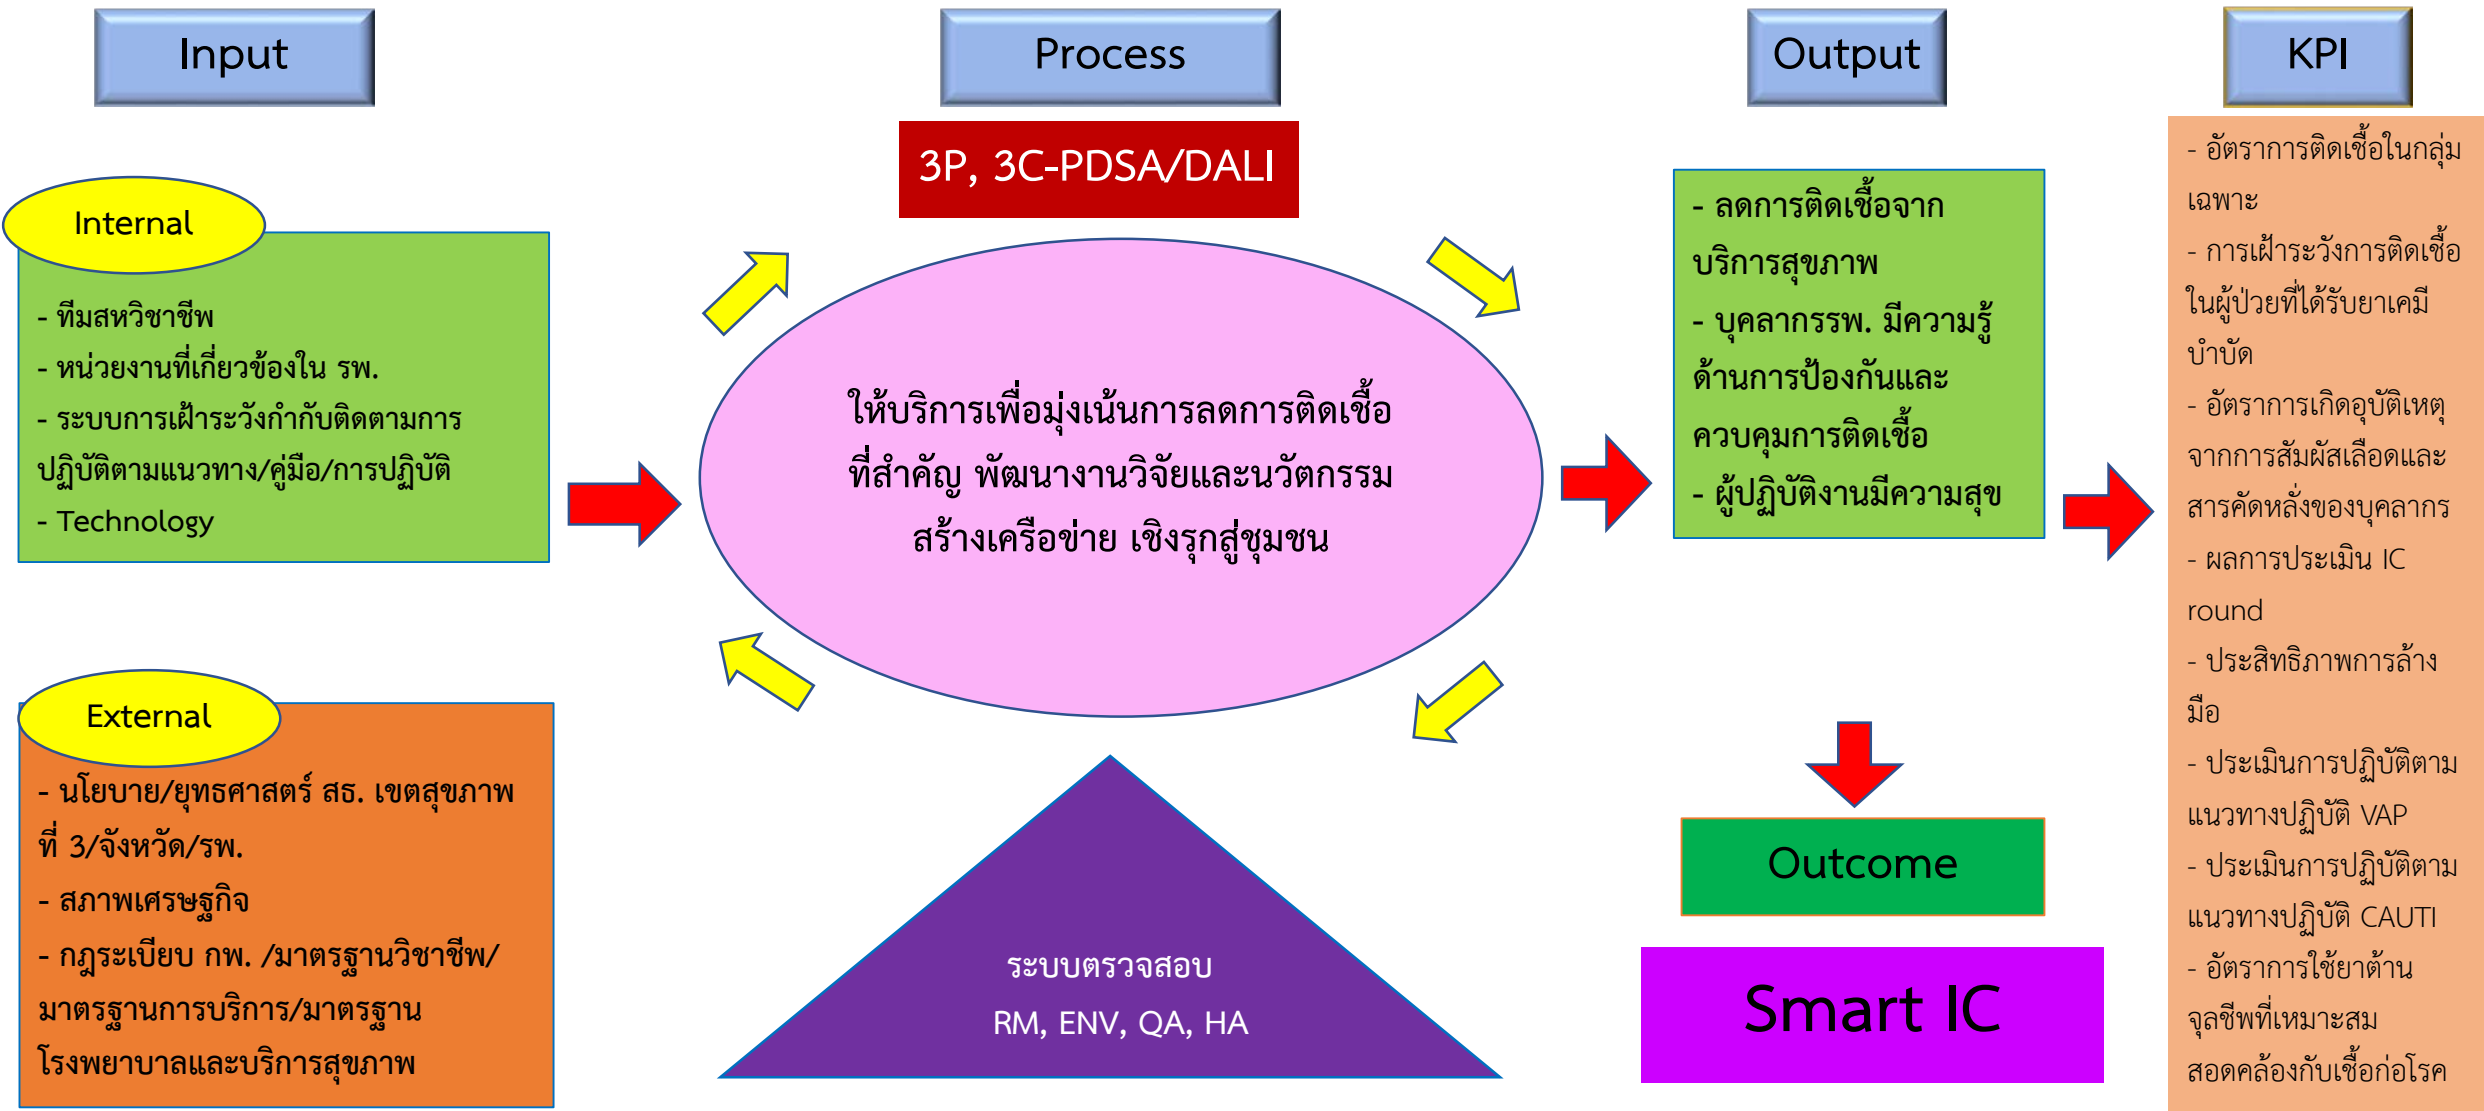 Input
Process
Output
KPI
3P, 3C-PDSA/DALI
Internal
- ทีมสหวิชาชีพ
- หน่วยงานที่เกี่ยวข้องใน รพ.
- ระบบการเฝ้าระวังกำกับติดตามการ
ปฏิบัติตามแนวทาง/คู่มือ/การปฏิบัติ
- Technology
External
- นโยบาย/ยุทธศาสตร์ สธ. เขตสุขภาพ
ที่ 3/จังหวัด/รพ.
- สภาพเศรษฐกิจ
- กฎระเบียบ กพ. /มาตรฐานวิชาชีพ/
มาตรฐานการบริการ/มาตรฐาน
โรงพยาบาลและบริการสุขภาพ
ให้บริการเพื่อมุ่งเน้นการลดการติดเชื้อ
ที่สำคัญ พัฒนางานวิจัยและนวัตกรรม
สร้างเครือข่าย เชิงรุกสู่ชุมชน
ระบบตรวจสอบ
RM, ENV, QA, HA
- ลดการติดเชื้อจาก
บริการสุขภาพ
- บุคลากรรพ. มีความรู้
ด้านการป้องกันและ
ควบคุมการติดเชื้อ
- ผู้ปฏิบัติงานมีความสุข
Outcome
Smart IC
- อัตราการติดเชื้อในกลุ่ม
เฉพาะ
- การเฝ้าระวังการติดเชื้อ
ในผู้ป่วยที่ได้รับยาเคมี
บำบัด
- อัตราการเกิดอุบัติเหตุ
จากการสัมผัสเลือดและ
สารคัดหลั่งของบุคลากร
- ผลการประเมิน IC
round
- ประสิทธิภาพการล้าง
มือ
- ประเมินการปฏิบัติตาม
แนวทางปฏิบัติ VAP
- ประเมินการปฏิบัติตาม
แนวทางปฏิบัติ CAUTI
- อัตราการใช้ยาต้าน
จุลชีพที่เหมาะสม
สอดคล้องกับเชื้อก่อโรค